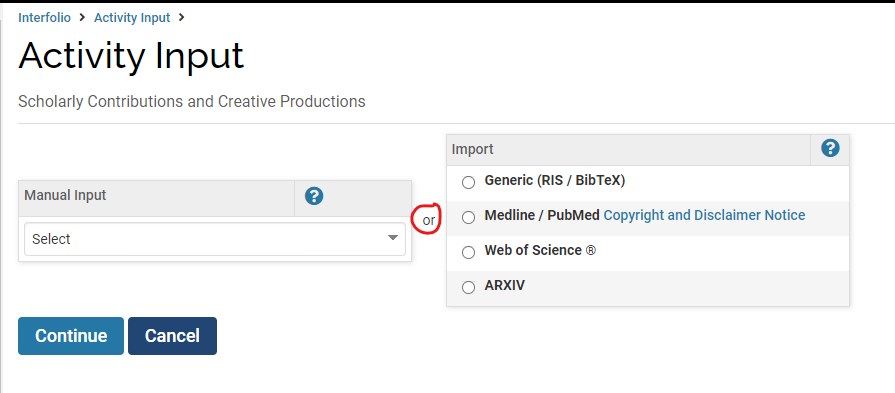 Interfolio > Activity Input >
Activity Input
Scholarly Contributions and Creative Productions
Manual Input ?
Select
or
Import ?
Generic (RIS / BibTeX)
Medline / PubMed Copyright and Disclaimer Notice
Web of Science ®
ARXIV
Continue Cancel